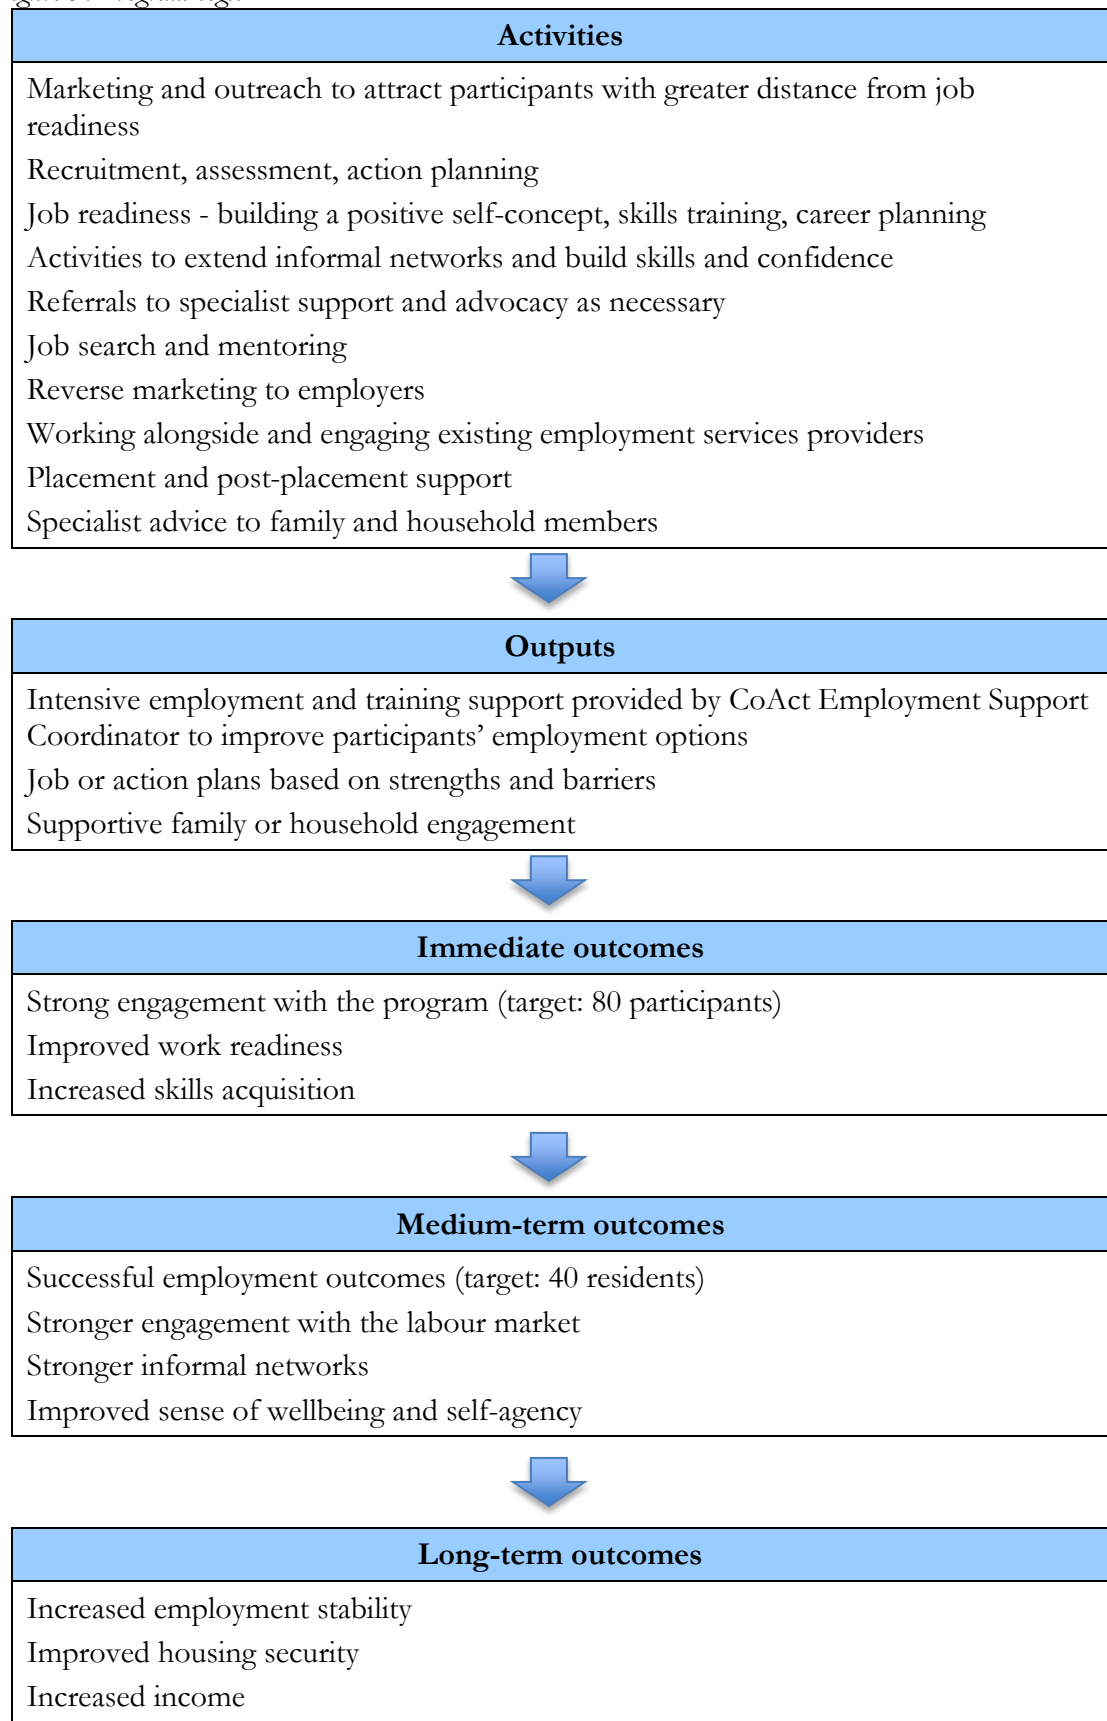 Activities
Marketing and outreach to attract participants with greater distance from job
readiness
Recruitment, assessment, action planning
Job readiness - building a positive self-concept, skills training, career planning
Activities to extend informal networks and build skills and confidence
Referrals to specialist support and advocacy as necessary
Job search and mentoring
Reverse marketing to employers
Working alongside and engaging existing employment services providers
Placement and post-placement support
Specialist advice to family and household members
Outputs
Intensive employment and training support provided by CoAct Employment Support
Coordinator to improve participants’ employment options
Job or action plans based on strengths and barriers
Supportive family or household engagement
Immediate outcomes
Strong engagement with the program (target: 80 participants)
Improved work readiness
Increased skills acquisition
Medium-term outcomes
Successful employment outcomes (target: 40 residents)
Stronger engagement with the labour market
Stronger informal networks
Improved sense of wellbeing and self-agency
Long-term outcomes
Increased employment stability
Improved housing security
Increased income